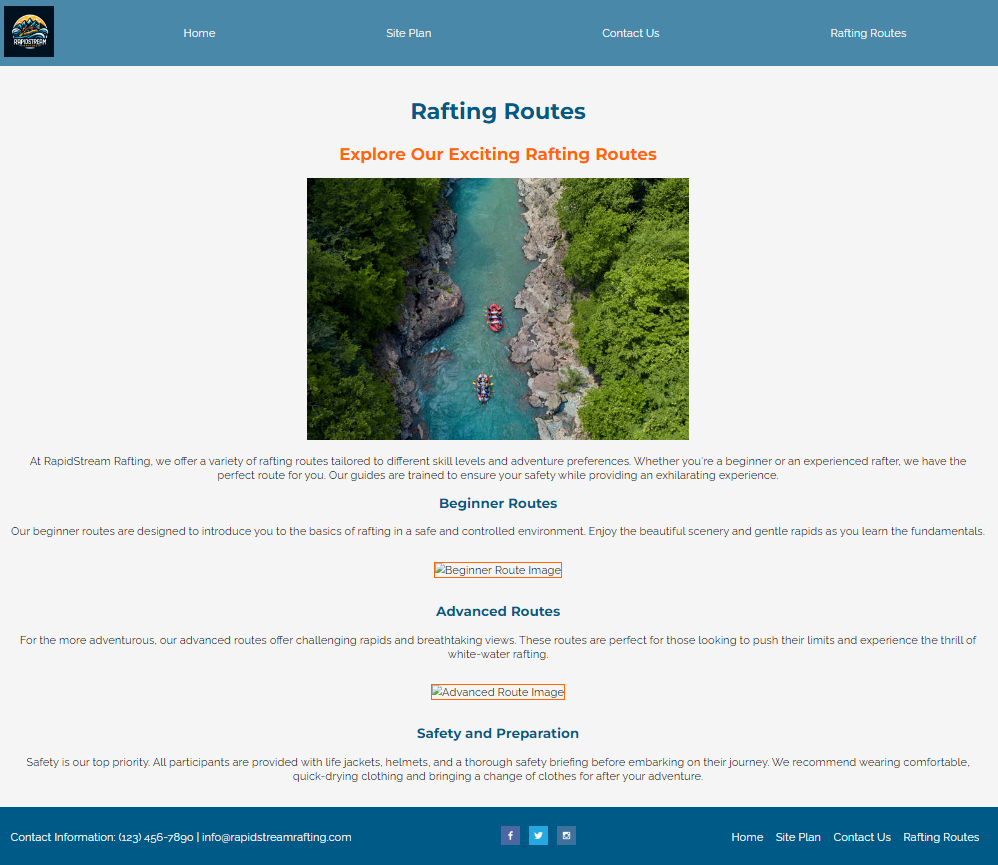 RAPIDSTREAM
Home
Site Plan
Contact Us
Rafting Routes
Rafting Routes
Explore Our Exciting Rafting Routes
At RapidStream Rafting, we offer a variety of rafting routes tailored to different skill levels and adventure preferences. Whether you're a beginner or an experienced rafter, we have the
perfect route for you. Our guides are trained to ensure your safety while providing an exhilarating experience.
Beginner Routes
Our beginner routes are designed to introduce you to the basics of rafting in a safe and controlled environment. Enjoy the beautiful scenery and gentle rapids as you learn the fundamentals.
Beginner Route Image
Advanced Routes
For the more adventurous, our advanced routes offer challenging rapids and breathtaking views. These routes are perfect for those looking to push their limits and experience the thrill of
white-water rafting.
Advanced Route Image
Safety and Preparation
Safety is our top priority. All participants are provided with life jackets, helmets, and a thorough safety briefing before embarking on their journey. We recommend wearing comfortable,
quick-drying clothing and bringing a change of clothes for after your adventure.
Contact Information: (123) 456-7890 | info@rapidstreamrafting.com
Home
Site Plan
Contact Us
Rafting Routes